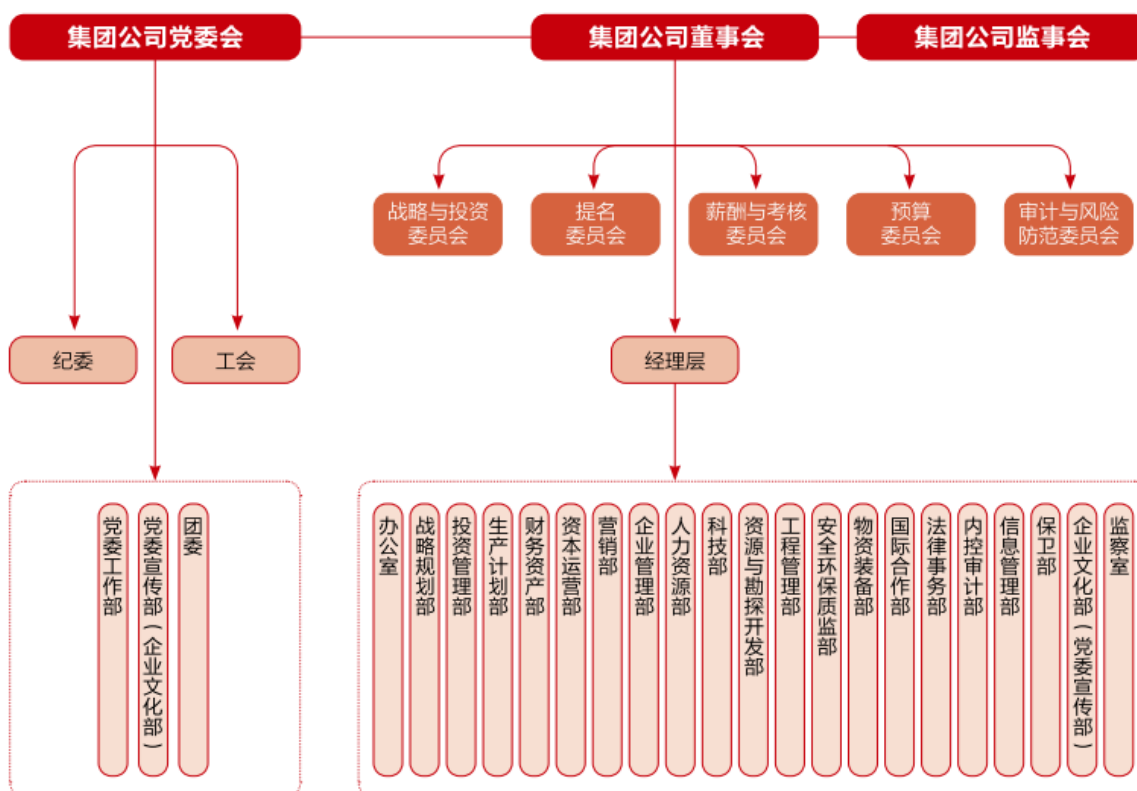 集团公司党委会
集团公司董事会
集团公司监事会
战略与投资
委员会
提名
委员会
薪酬与考核
委员会
预算
委员会
审计与风险
防范委员会
纪委
工会
经理层
党委工作部
党委宣传部(企业文化部)
团委
办公室
战略规划部
投资管理部
生产计划部
财务资产部
资本运营部
营销部
企业管理部
人力资源部
科技部
资源与勘探开发部
工程管理部
安全环保质监部
物资装备部
国际合作部
法律事务部
内控审计部
信息管理部
保卫部
企业文化部(党委宣传部)
监察室